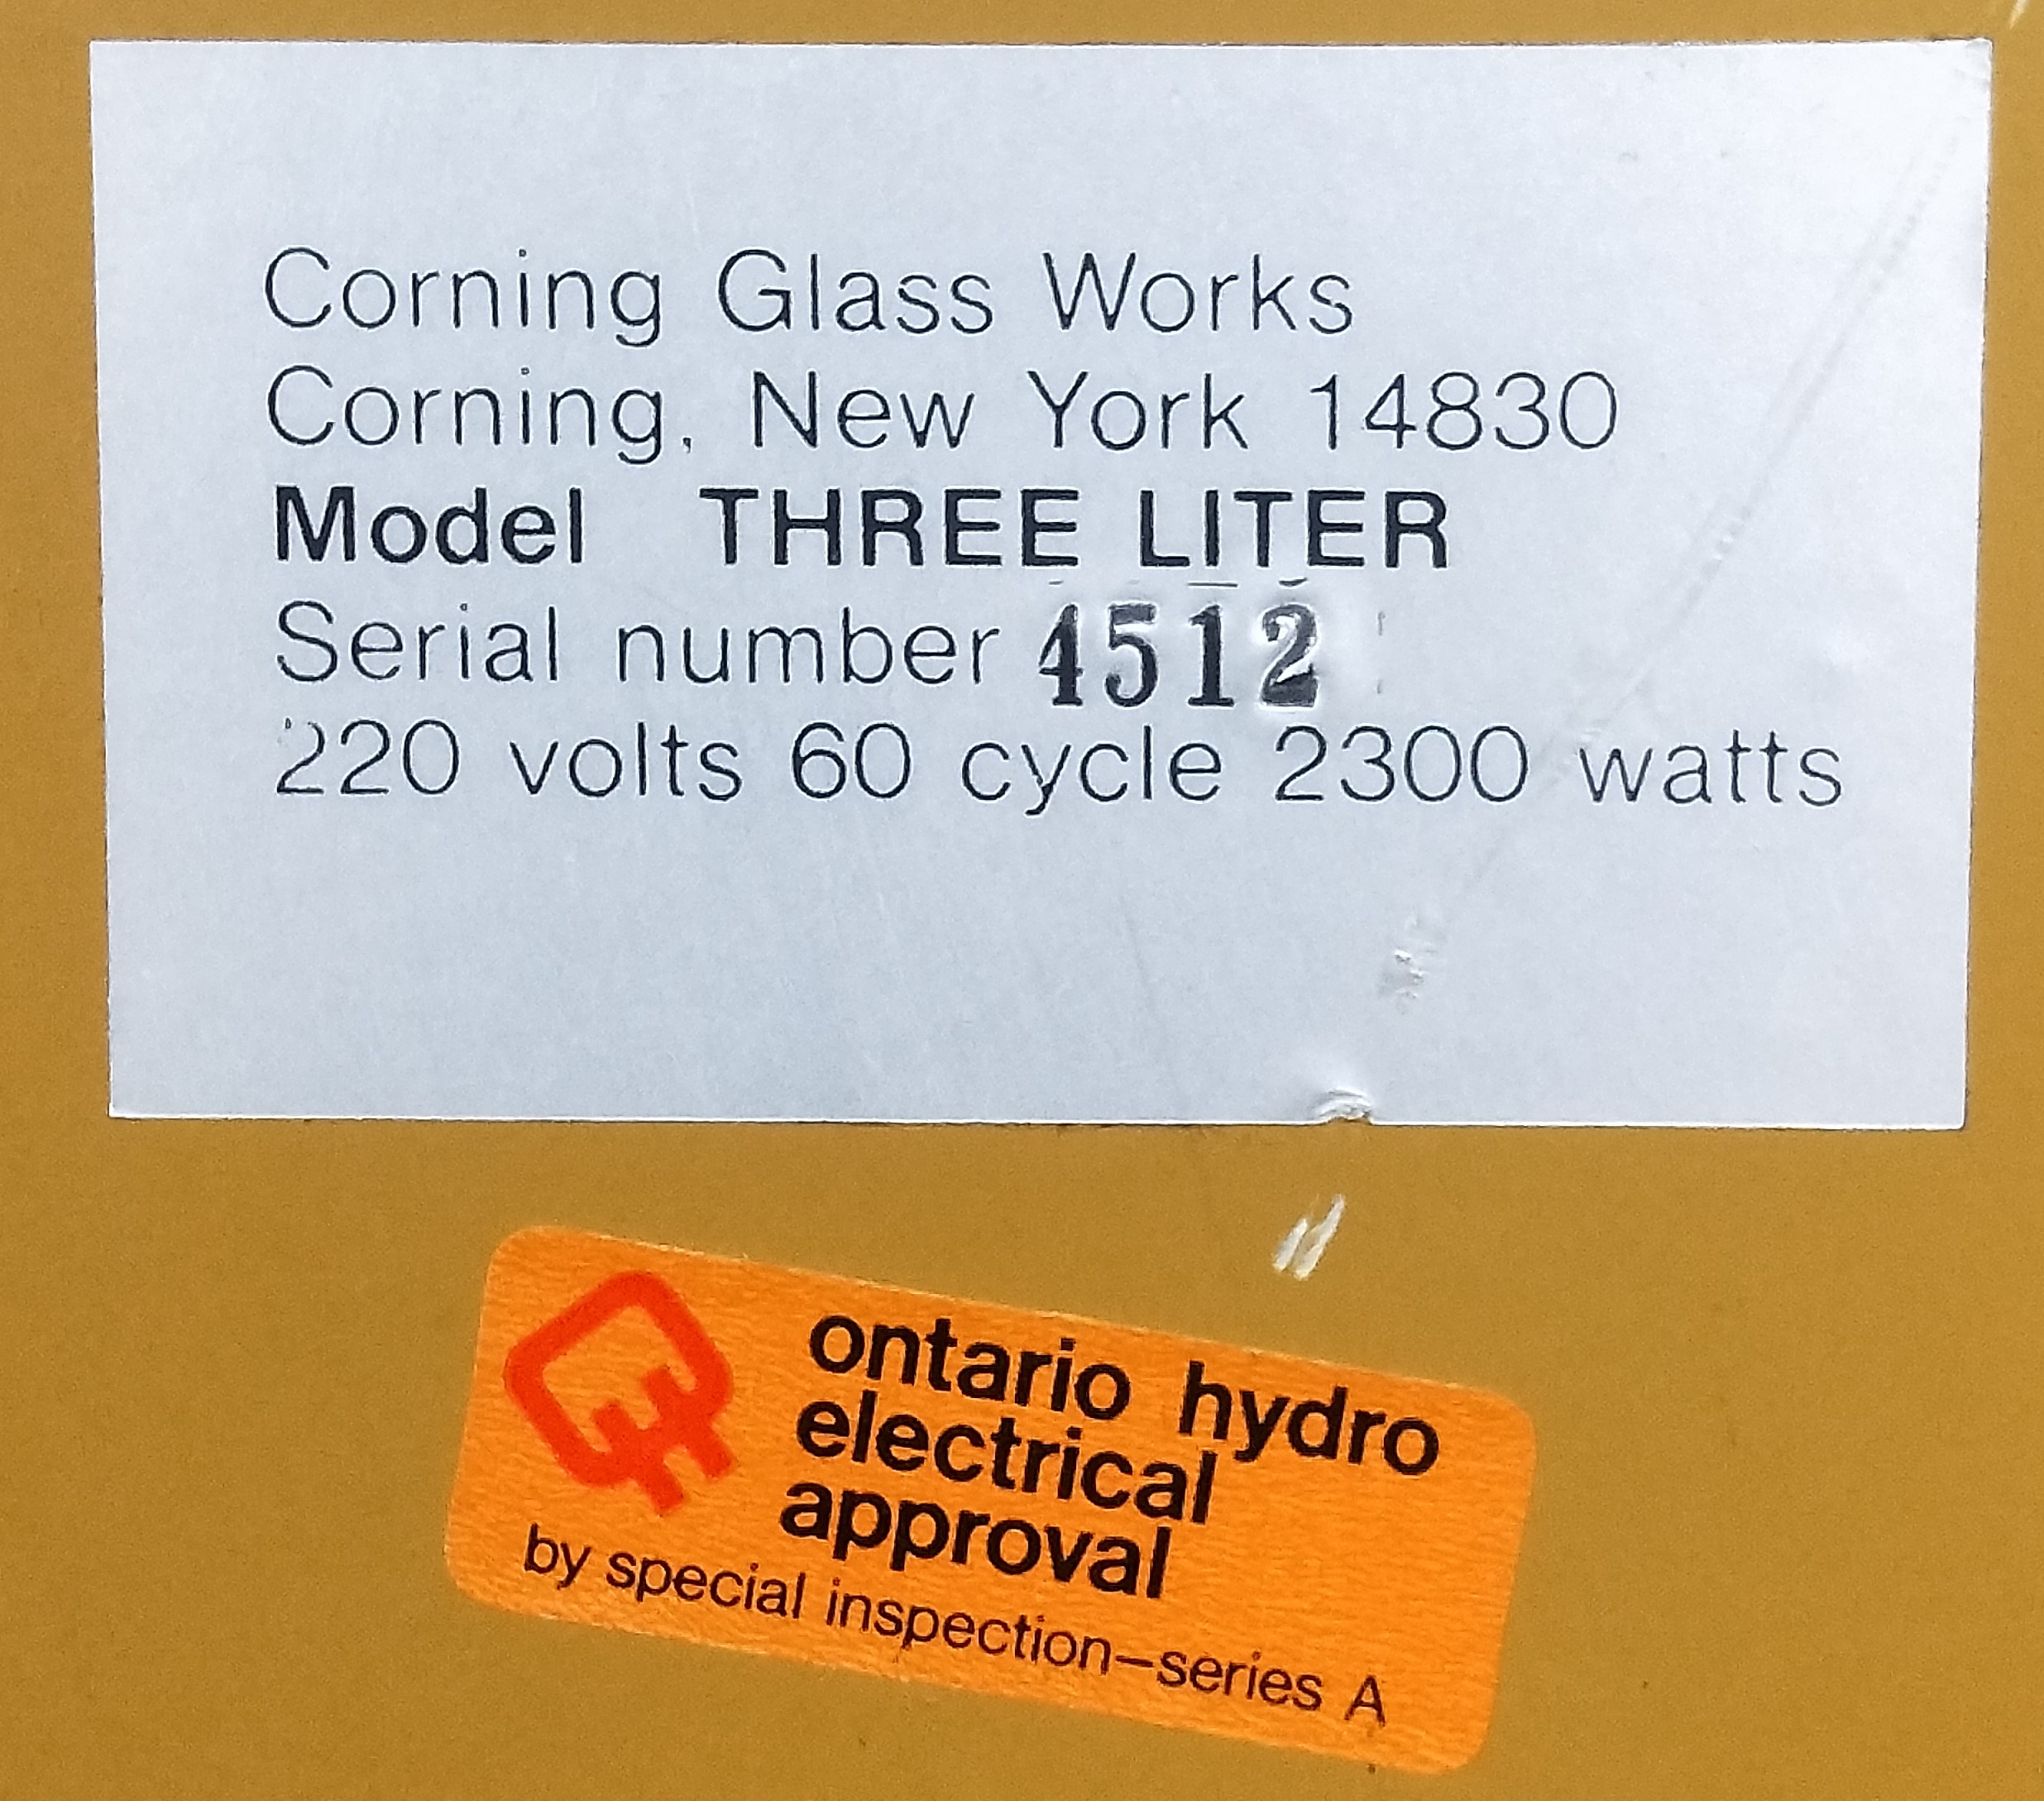 Corning Glass Works
Corning, New York 14830
Model THREE LITER
Serial number 4512
220 volts 60 cycle 2300 watts
ontario hydro
electrical
approval
by special inspection–series A